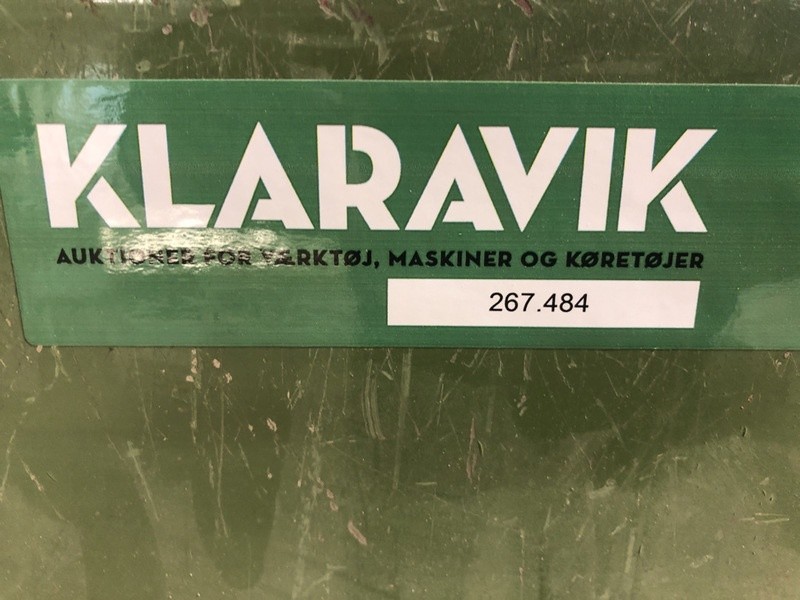 KLARAVIK
AUKTIONER FOR VÆRKTØJ, MASKINER OG KØRETØJER
267.484